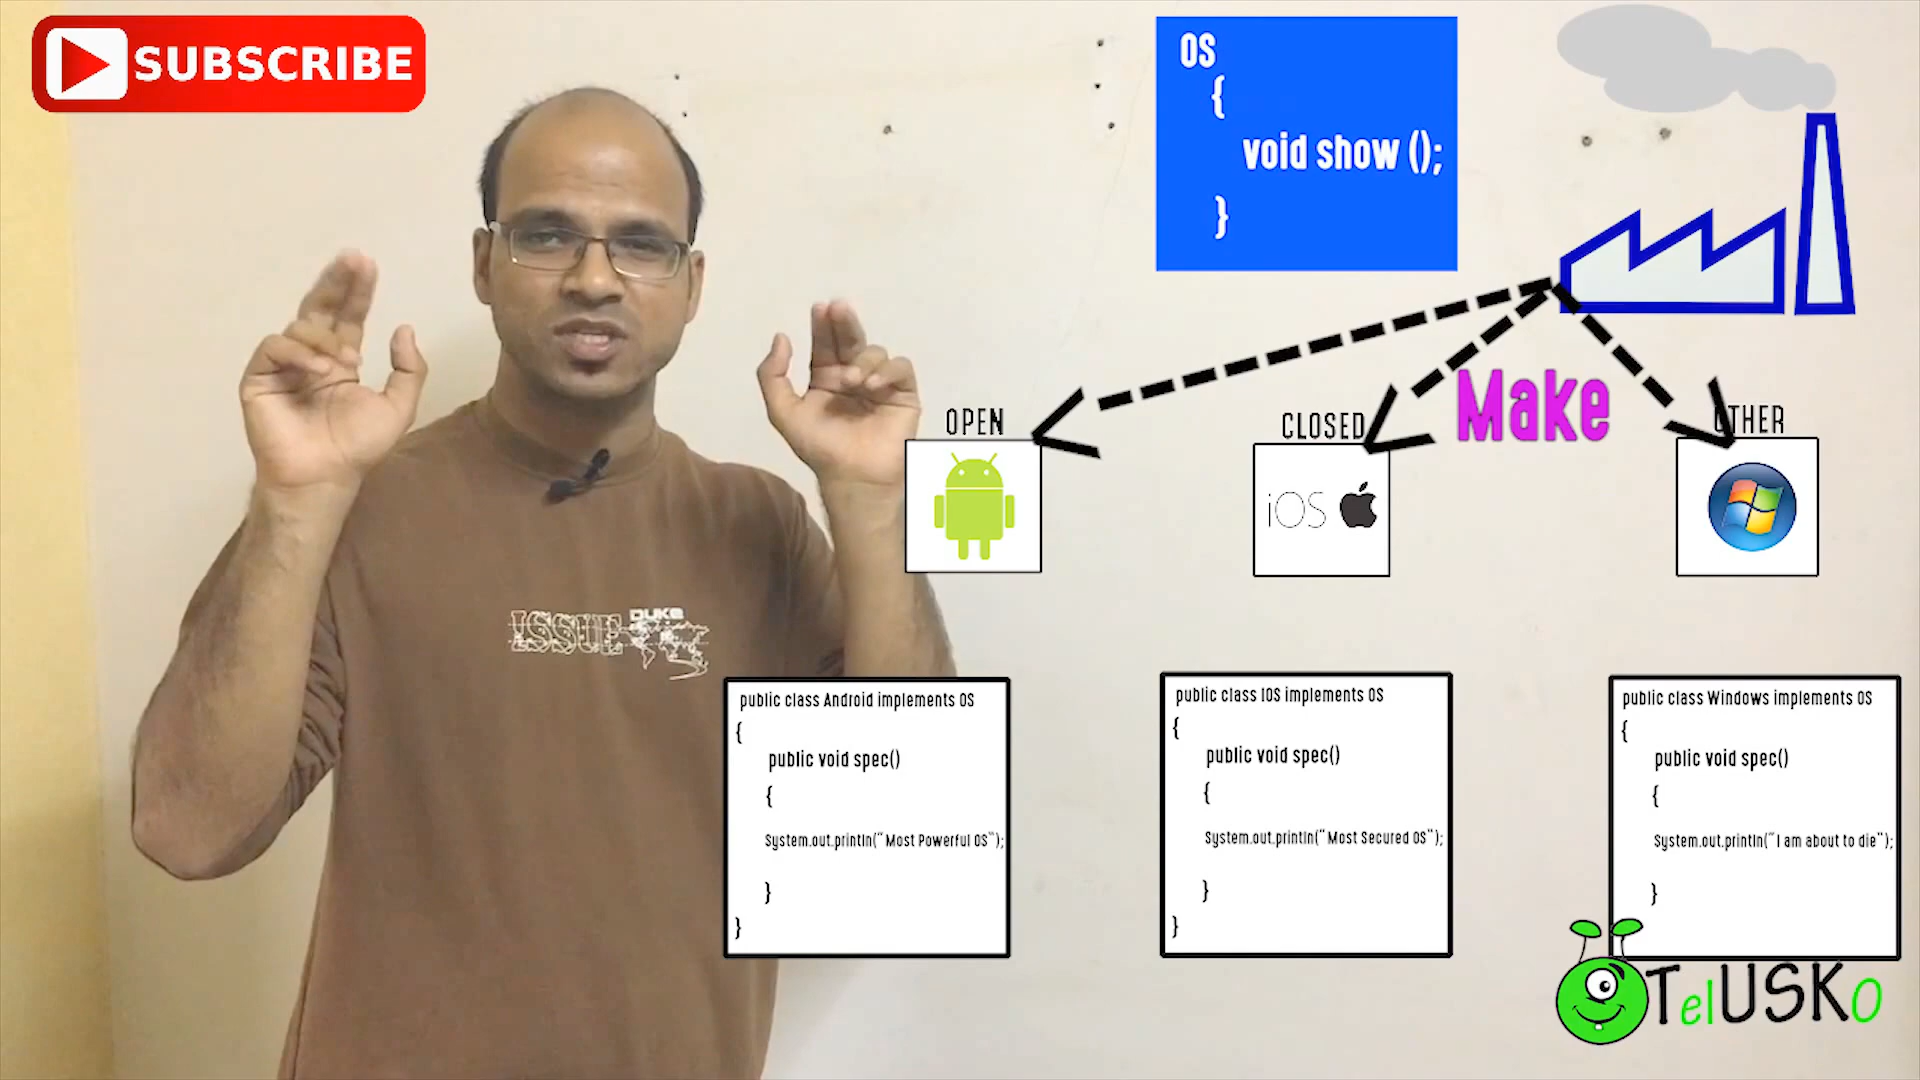 SUBSCRIBE
OS
{
void show ();
}
Make
OPEN
CLOSED
OTHER
iOS
public class Android implements OS
{
public void spec()
{
System.out.println("Most Powerful OS");
}
}
public class IOS implements OS
{
public void spec()
{
System.out.println("Most Secured OS");
}
}
public class Windows implements OS
{
public void spec()
{
System.out.println("I am about to die");
}
ISSUE
DUKE
TelUSKO